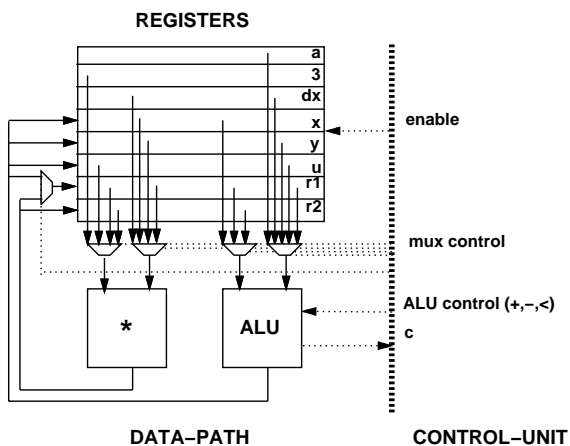 REGISTERS
a
3
dx
x
y
u
r1
r2
enable
mux control
ALU control (+,−,<)
c
*
ALU
DATA−PATH
CONTROL−UNIT